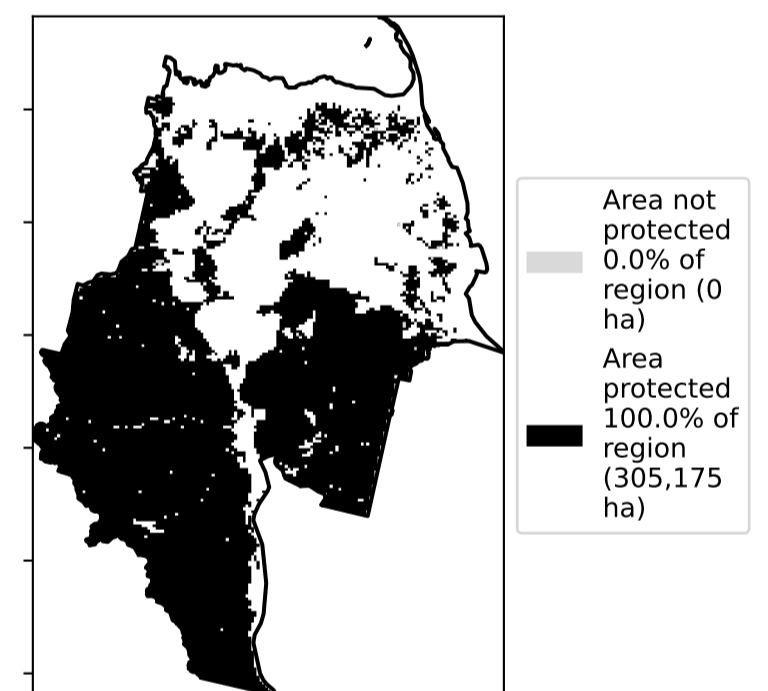 Area not
protected
0.0% of
region (0
ha)
Area
protected
100.0% of
region
(305,175
ha)